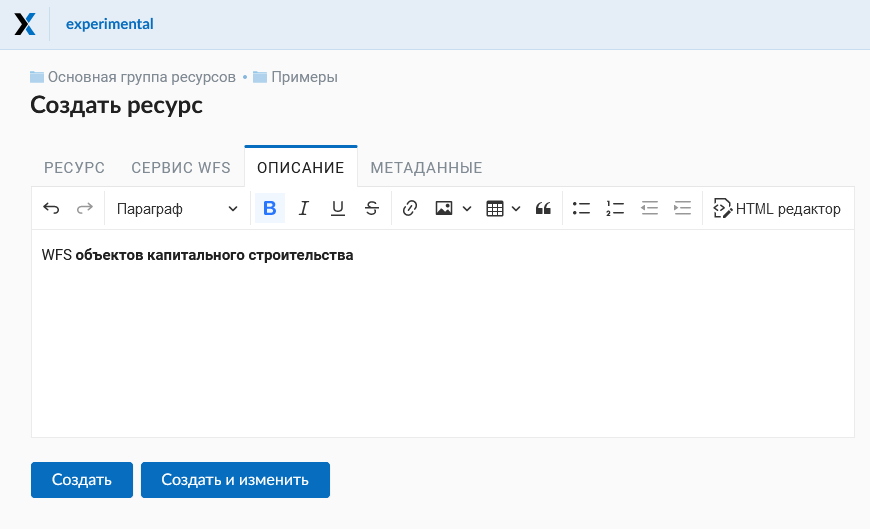 experimental
Основная группа ресурсов • Примеры
Создать ресурс
РЕСУРС СЕРВИС WFS ОПИСАНИЕ МЕТАДАННЫЕ
Параграф B I U S HTML редактор
WFS объектов капитального строительства
Создать Создать и изменить